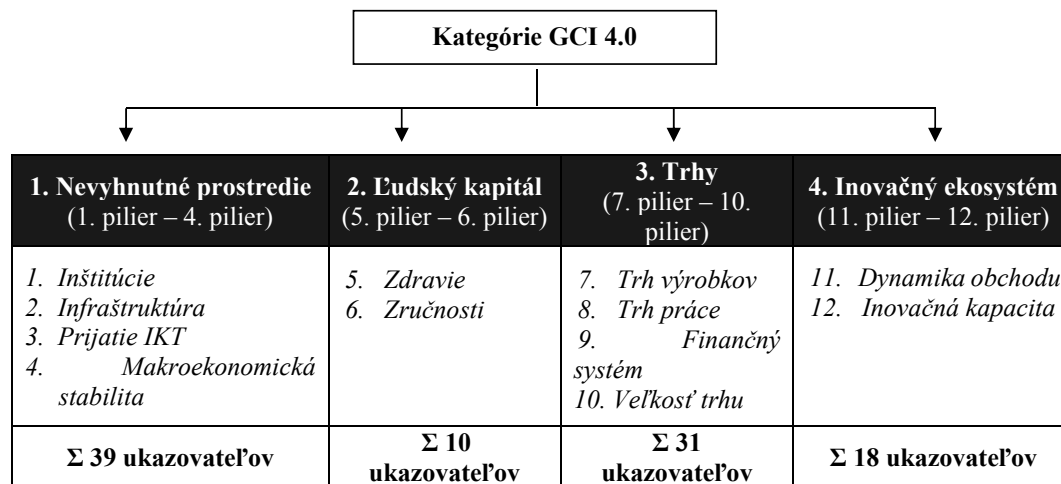 Kategórie GCI 4.0
1. Nevyhnutné prostredie
(1. pilier – 4. pilier)
2. Ľudský kapitál
(5. pilier – 6. pilier)
3. Trhy
(7. pilier – 10.
pilier)
4. Inovačný ekosystém
(11. pilier – 12. pilier)
1. Inštitúcie
2. Infraštruktúra
3. Prijatie IKT
4. Makroekonomická
stabilita
5. Zdravie
6. Zručnosti
7. Trh výrobkov
8. Trh práce
9. Finančný
systém
10. Veľkosť trhu
11. Dynamika obchodu
12. Inovačná kapacita
Σ 39 ukazovateľov
Σ 10
ukazovateľov
Σ 31
ukazovateľov
Σ 18 ukazovateľov